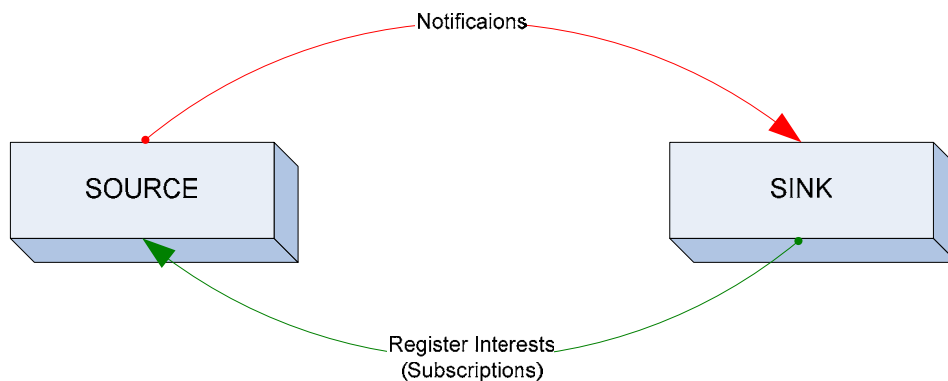 Notificaions
SOURCE
SINK
Register Interests
(Subscriptions)